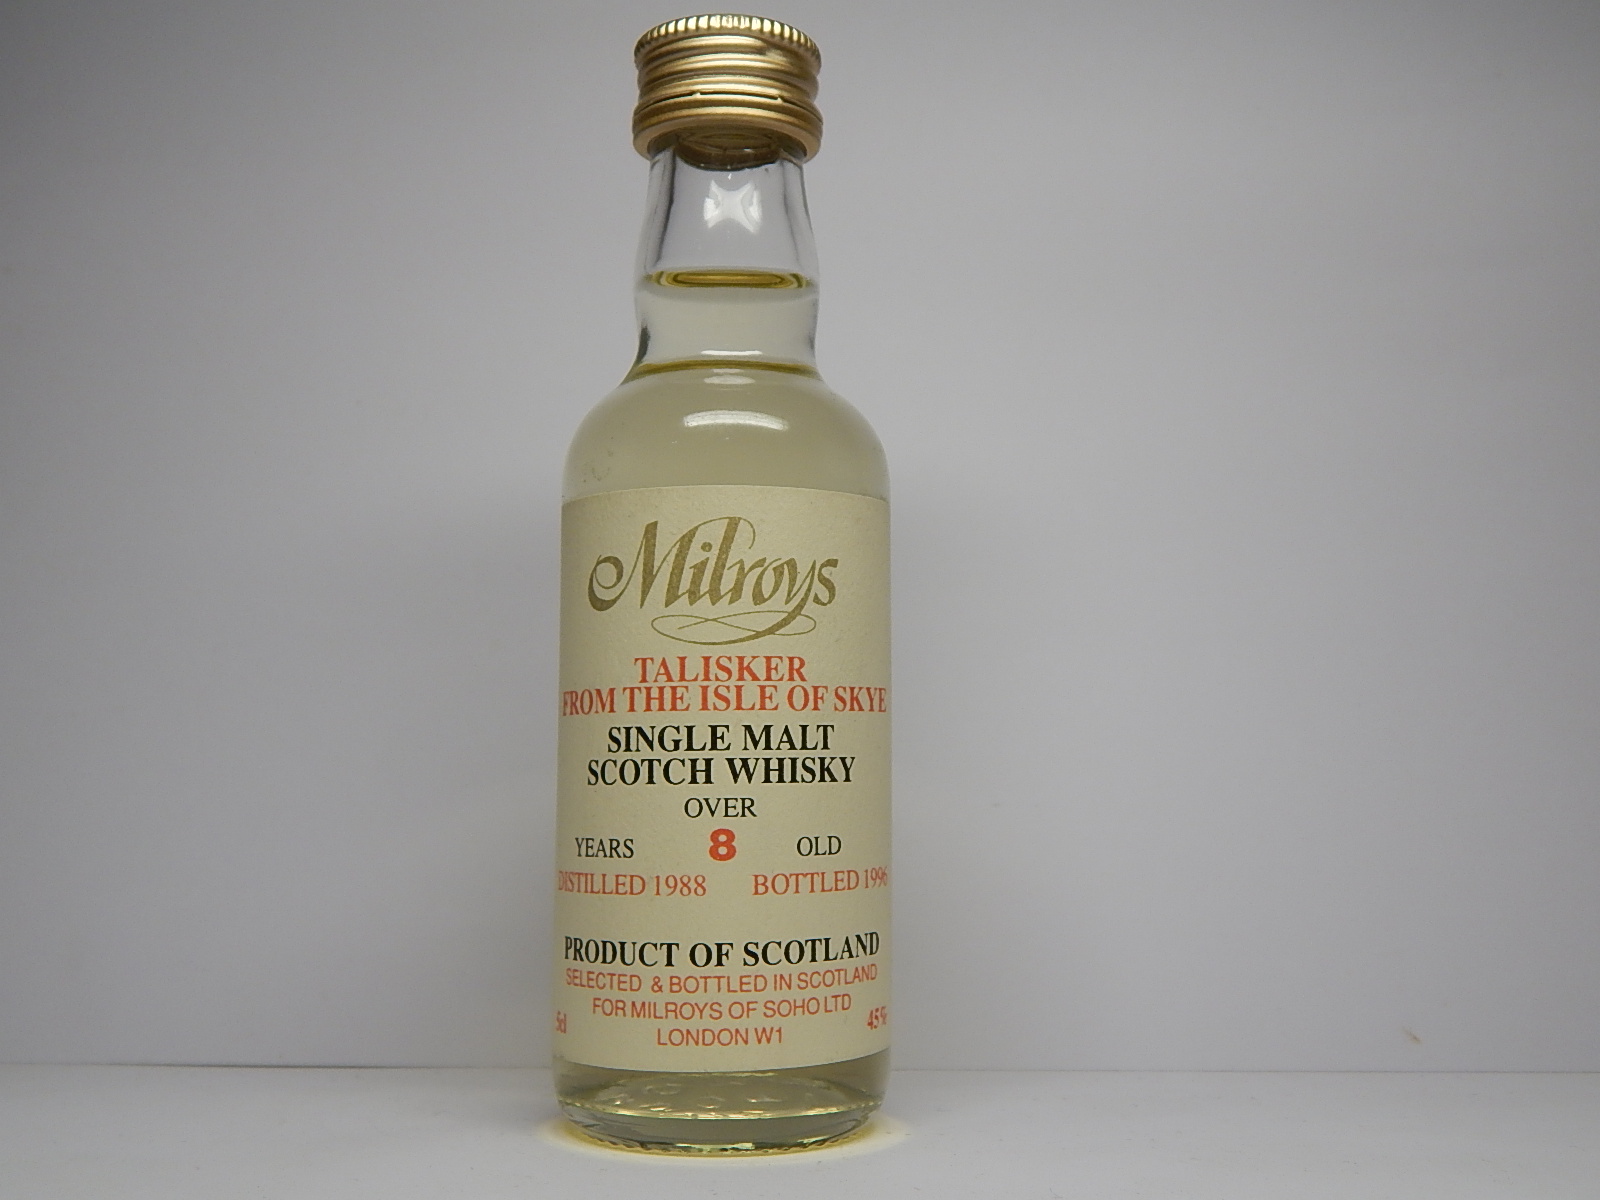 Milroys
TALISKER
FROM THE ISLE OF SKYE
SINGLE MALT
SCOTCH WHISKY
OVER
YEARS 8 OLD
DISTILLED 1988 BOTTLED 1996
PRODUCT OF SCOTLAND
SELECTED & BOTTLED IN SCOTLAND
FOR MILROYS OF SOHO LTD
5cl LONDON W1 45%